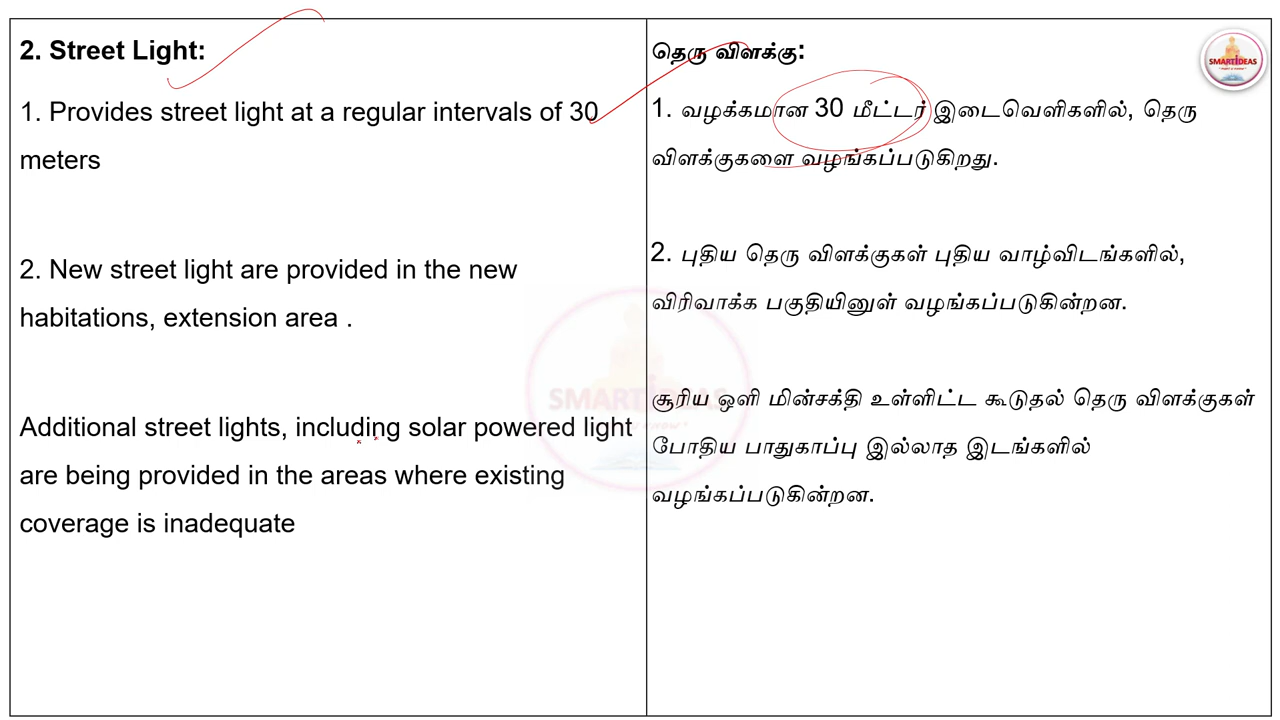 2. Street Light:
1. Provides street light at a regular intervals of 30
meters
2. New street light are provided in the new
habitations, extension area .
Additional street lights, including solar powered light
are being provided in the areas where existing
coverage is inadequate
தெரு விளக்கு:
1. வழக்கமான 30 மீட்டர் இடைவெளிகளில், தெரு
விளக்குகளை வழங்கப்படுகிறது.
2. புதிய தெரு விளக்குகள் புதிய வாழ்விடங்களில்,
விரிவாக்க பகுதியினுள் வழங்கப்படுகின்றன.
சூரிய ஒளி மின்சக்தி உள்ளிட்ட கூடுதல் தெரு விளக்குகள்
போதிய பாதுகாப்பு இல்லாத இடங்களில்
வழங்கப்படுகின்றன.
SMARTIDEAS
SMARTIDEAS